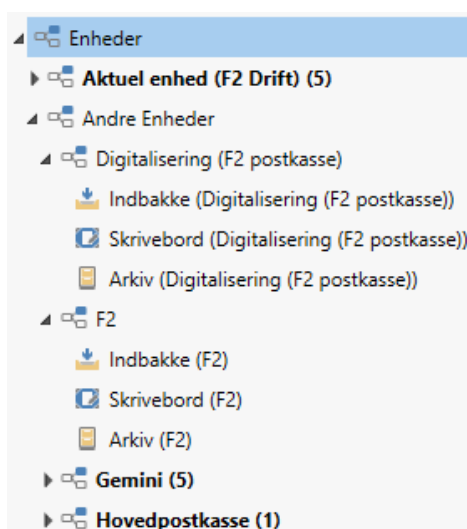 Enheder
Aktuel enhed (F2 Drift) (5)
Andre Enheder
Digitalisering (F2 postkasse)
Indbakke (Digitalisering (F2 postkasse))
Skrivebord (Digitalisering (F2 postkasse))
Arkiv (Digitalisering (F2 postkasse))
F2
Indbakke (F2)
Skrivebord (F2)
Arkiv (F2)
Gemini (5)
Hovedpostkasse (1)